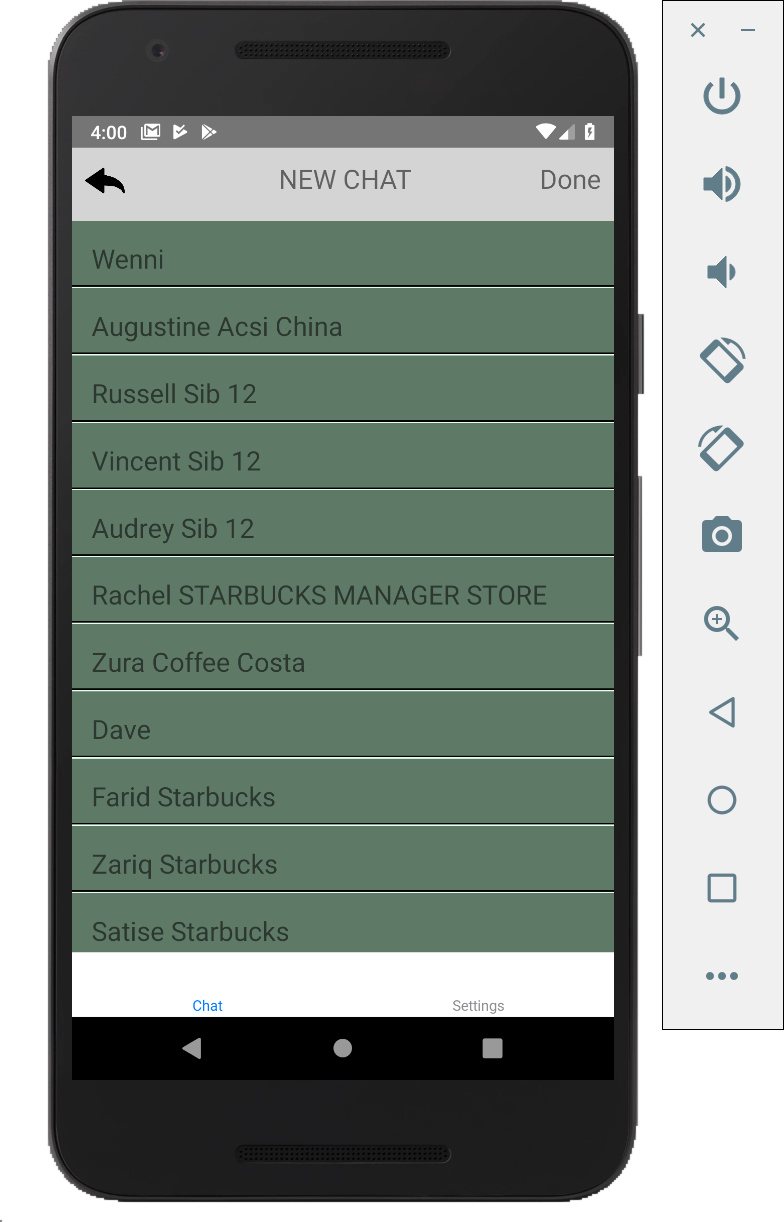 4:00
NEW CHAT
Done
Wenni
Augustine Acsi China
Russell Sib 12
Vincent Sib 12
Audrey Sib 12
Rachel STARBUCKS MANAGER STORE
Zura Coffee Costa
Dave
Farid Starbucks
Zariq Starbucks
Satise Starbucks
Chat
Settings